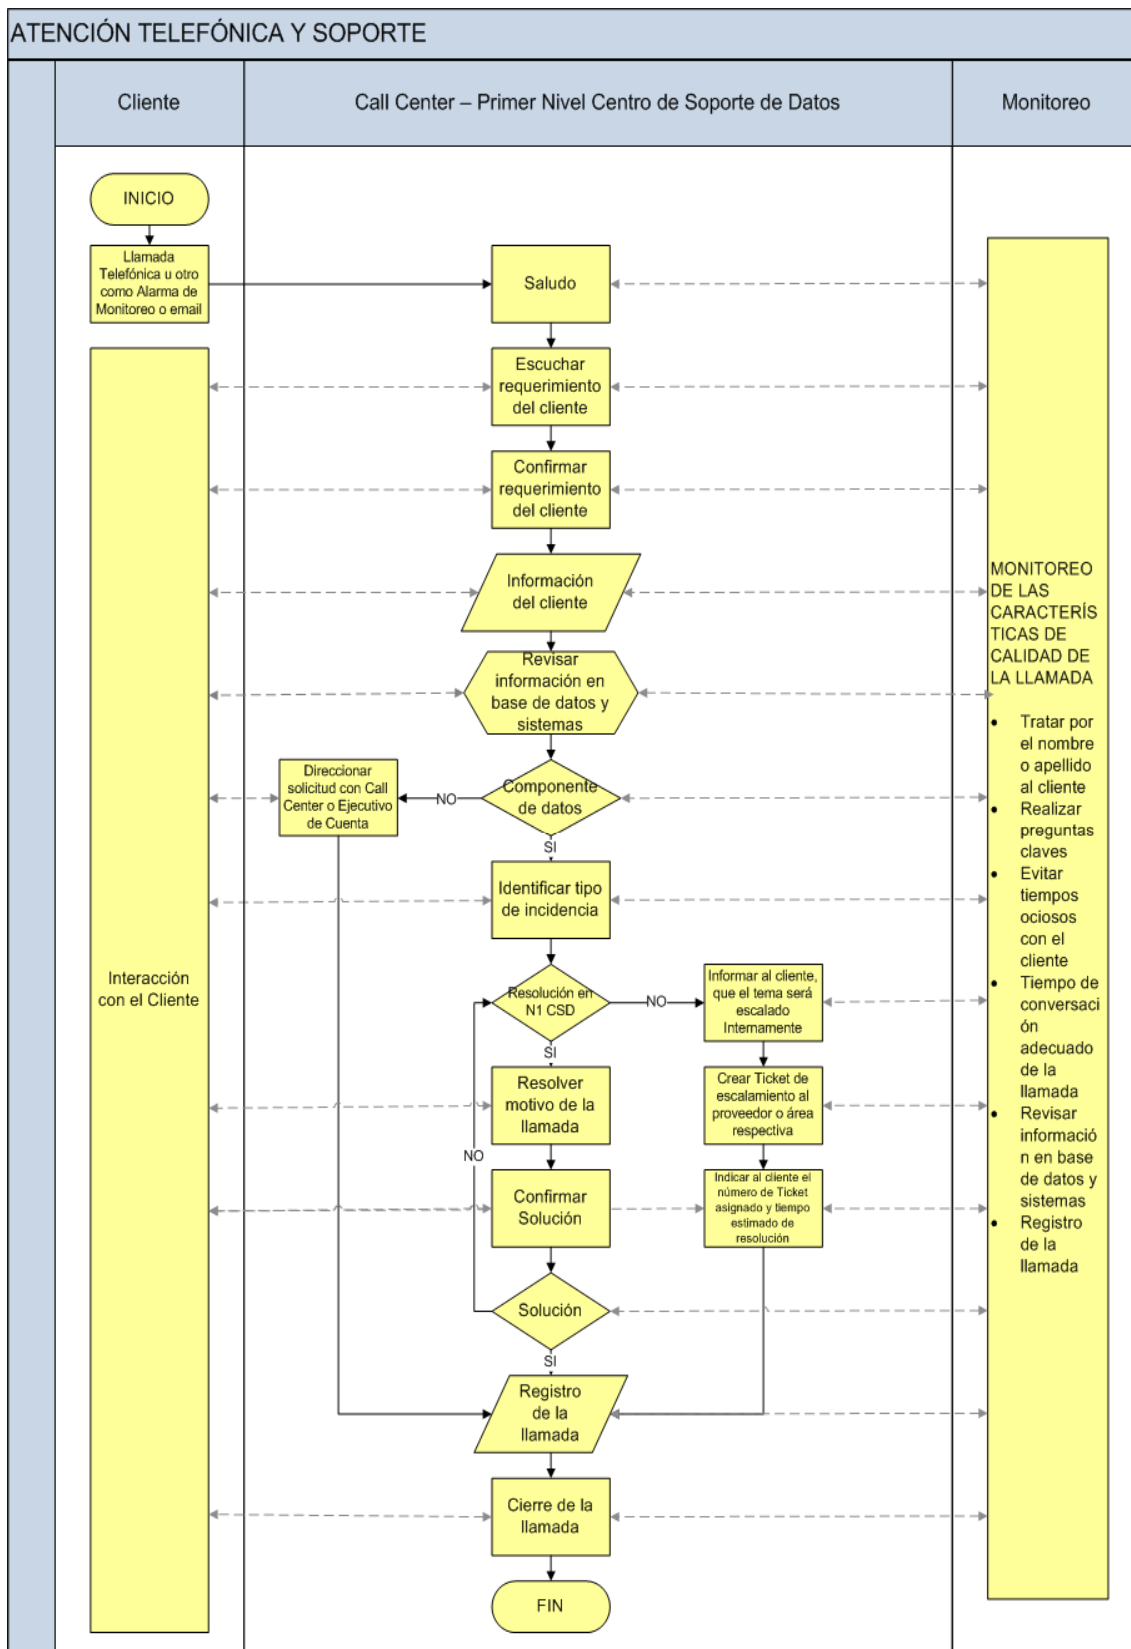 ATENCIÓN TELEFÓNICA Y SOPORTE
Cliente
Call Center – Primer Nivel Centro de Soporte de Datos
Monitoreo
INICIO
Llamada
Telefónica u otro
como Alarma de
Monitoreo o email
Saludo
Escuchar
requerimiento
del cliente
Confirmar
requerimiento
del cliente
Información
del cliente
Revisar
información en
base de datos y
sistemas
Direccionar
solicitud con Call
Center o Ejecutivo
de Cuenta
NO
Componente
de datos
SI
Identificar tipo
de incidencia
Interacción
con el Cliente
Resolución en
N1 CSD
NO
Informar al cliente,
que el tema será
escalado
Internamente
SI
Resolver
motivo de la
llamada
Crear Ticket de
escalamiento al
proveedor o área
respectiva
NO
Confirmar
Solución
Indicar al cliente el
número de Ticket
asignado y tiempo
estimado de
resolución
Solución
SI
Registro
de la
llamada
Cierre de la
llamada
FIN
MONITOREO
DE LAS
CARACTERÍS
TICAS DE
CALIDAD DE
LA LLAMADA
• Tratar por
el nombre
o apellido
al cliente
• Realizar
preguntas
claves
• Evitar
tiempos
ociosos
con el
cliente
• Tiempo de
conversaci
ón
adecuado
de la
llamada
• Revisar
informació
n en base
de datos y
sistemas
• Registro
de la
llamada